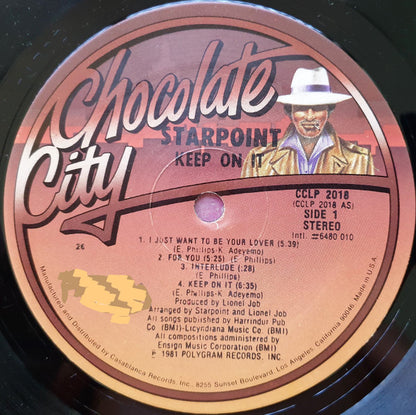 Chocolate
City
STARPOINT
KEEP ON IT
CCLP 2018
(CCLP 2018 AS)
SIDE 1
STEREO
Intl. #6480 010
26
1. I JUST WANT TO BE YOUR LOVER (5:39)
(E. Phillips-K. Adeyemo)
2. FOR YOU (5:25) (E. Phillips)
3. INTERLUDE (:28)
(E. Phillips)
4. KEEP ON IT (6:35)
(E. Phillips-K. Adeyemo)
Produced by Lionel Job
Arranged by Starpoint and Lionel Job
All songs published by Harrindur Pub
Co. (BMI)-Licyndiana Music Co. (BMI)
All compositions administered by
Ensign Music Corporation (BMI)
℗ 1981 POLYGRAM RECORDS, INC.
Manufactured and Distributed by Casablanca Records, Inc., 8255 Sunset Boulevard, Los Angeles, California 90046 Made in U.S.A.